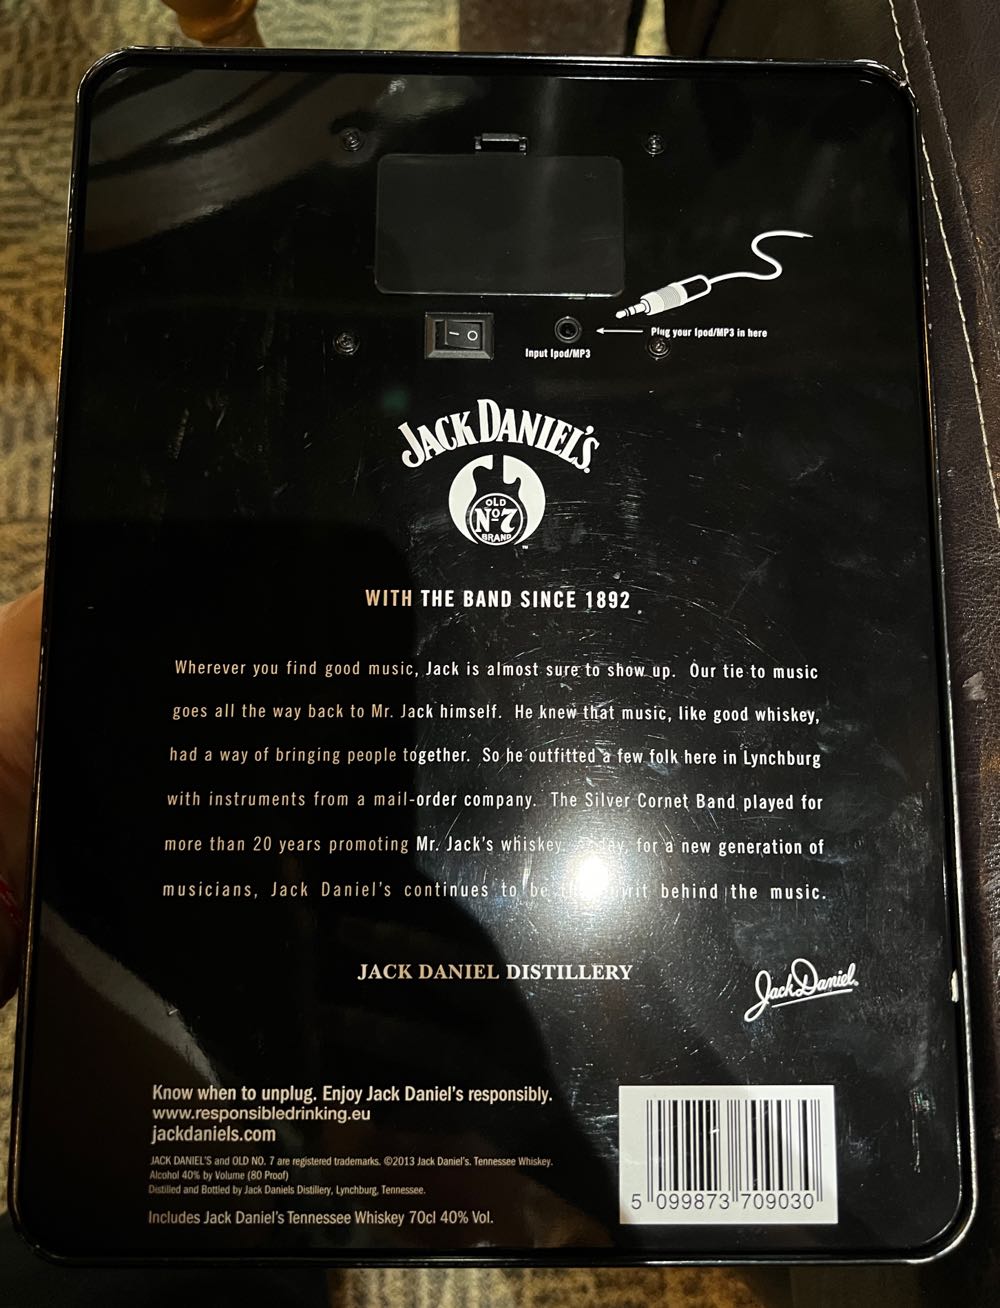 Plug your Ipod/MP3 in here
Input Ipod/MP3
JACK DANIEL'S
OLD
Nº7
BRAND
WITH THE BAND SINCE 1892
Wherever you find good music, Jack is almost sure to show up. Our tie to music
goes all the way back to Mr. Jack himself. He knew that music, like good whiskey,
had a way of bringing people together. So he outfitted a few folk here in Lynchburg
with instruments from a mail-order company. The Silver Cornet Band played for
more than 20 years promoting Mr. Jack's whiskey. for a new generation of
musicians, Jack Daniel's continues to be behind the music.
JACK DANIEL DISTILLERY
Jack Daniel
Know when to unplug. Enjoy Jack Daniel's responsibly.
www.responsibledrinking.eu
jackdaniels.com
JACK DANIEL'S and OLD NO. 7 are registered trademarks. ©2013 Jack Daniel's. Tennessee Whiskey.
Alcohol 40% by Volume (80 Proof)
Distilled and Bottled by Jack Daniels Distillery, Lynchburg, Tennessee.
Includes Jack Daniel's Tennessee Whiskey 70cl 40% Vol.
5 099873 709030